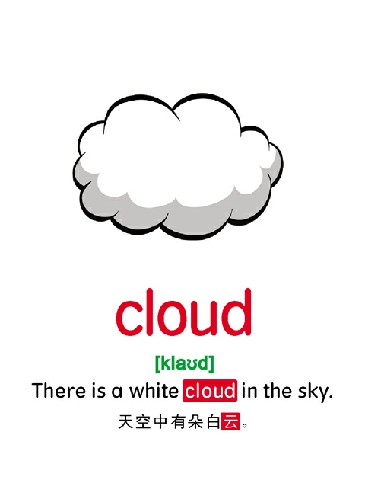 cloud
[klaʊd]
There is a white cloud in the sky.
天空中有朵白云。